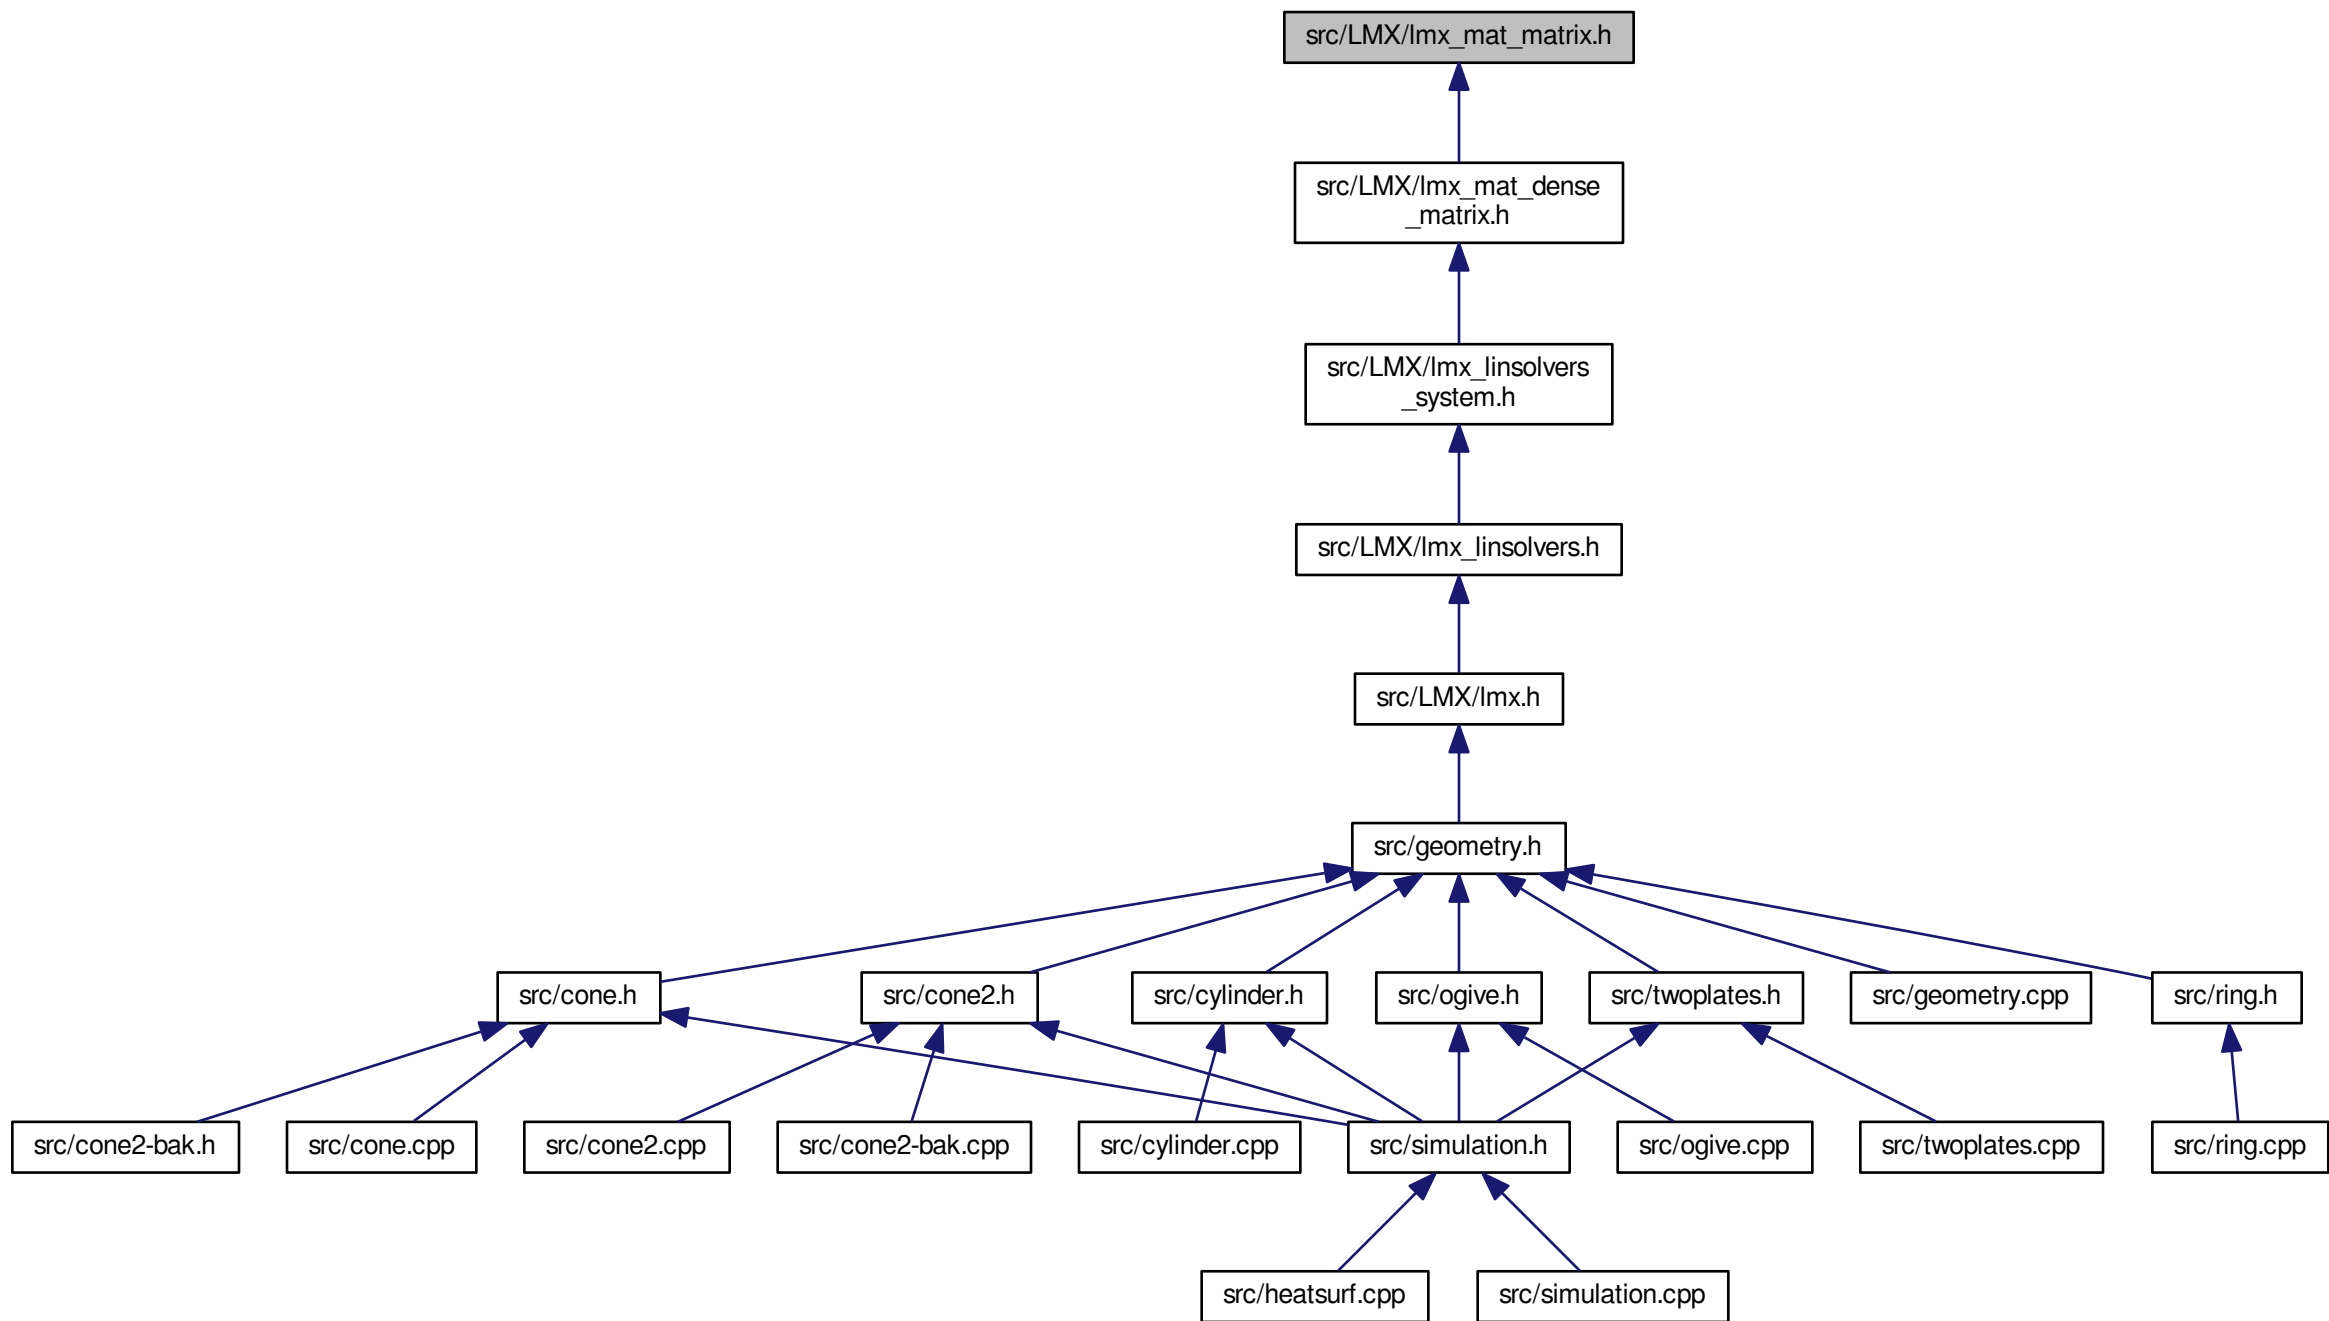 src/LMX/lmx_mat_matrix.h
src/LMX/lmx_mat_dense
_matrix.h
src/LMX/lmx_linsolvers
_system.h
src/LMX/lmx_linsolvers.h
src/LMX/lmx.h
src/geometry.h
src/cone.h
src/cone2.h
src/cylinder.h
src/ogive.h
src/twoplates.h
src/geometry.cpp
src/ring.h
src/cone2-bak.h
src/cone.cpp
src/cone2.cpp
src/cone2-bak.cpp
src/cylinder.cpp
src/simulation.h
src/ogive.cpp
src/twoplates.cpp
src/ring.cpp
src/heatsurf.cpp
src/simulation.cpp